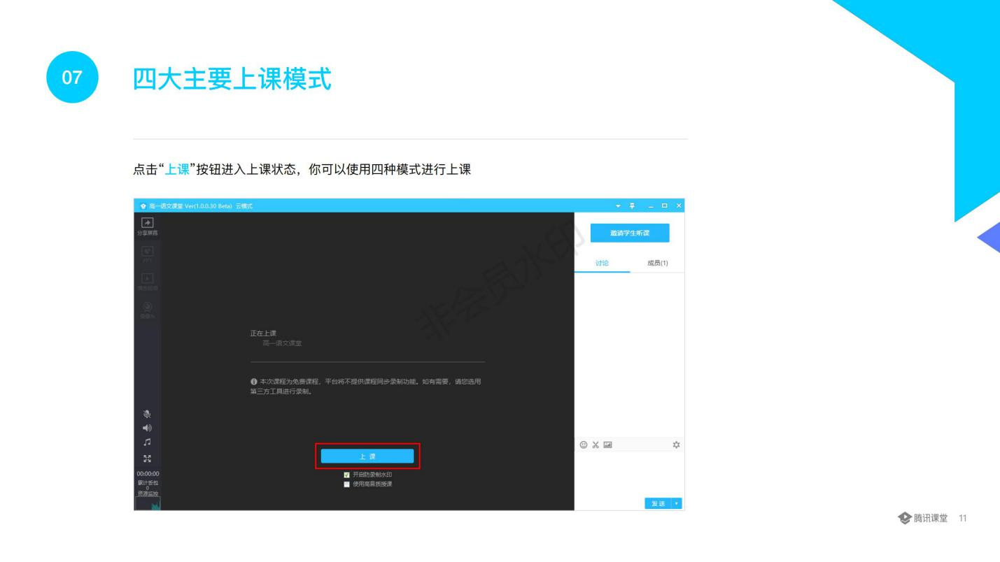 07
四大主要上课模式
点击“上课”按钮进入上课状态，你可以使用四种模式进行上课
高一语文课堂 Ver(1.0.0.30 Beta) 云模式
分享屏幕
PPT
播放视频
摄像头
邀请学生听课
讨论 成员(1)
非会员水印
正在上课
高一语文课堂
本次课程为免费课程，平台将不提供课程同步录制功能。如有需要，请您选用
第三方工具进行录制。
上 课
开启防录制水印
使用高音质授课
00:00:00
累计丢包
0
资源监控
发送
腾讯课堂 11